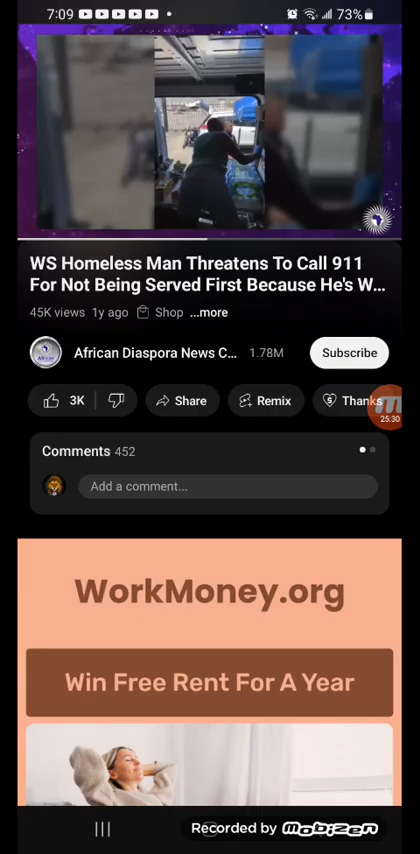 7:09
73%
WS Homeless Man Threatens To Call 911
For Not Being Served First Because He's W...
45K views 1y ago Shop ...more
African Diaspora News C... 1.78M Subscribe
3K Share Remix Thanks
25:30
Comments 452
Add a comment...
WorkMoney.org
Win Free Rent For A Year
Recorded by mobizen